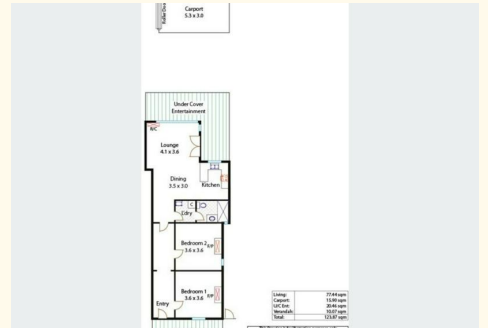 Roller Door
Carport
5.3 x 3.0
Under Cover
Entertainment
R/C
Lounge
4.1 x 3.6
Dining
3.5 x 3.0
Kitchen
L'dry
C
Bedroom 2
3.6 x 3.6
F/P
Bedroom 1
3.6 x 3.6
F/P
Entry
Living: 77.44 sqm
Carport: 15.90 sqm
U/C Ent: 20.46 sqm
Verandah: 10.07 sqm
Total: 123.87 sqm